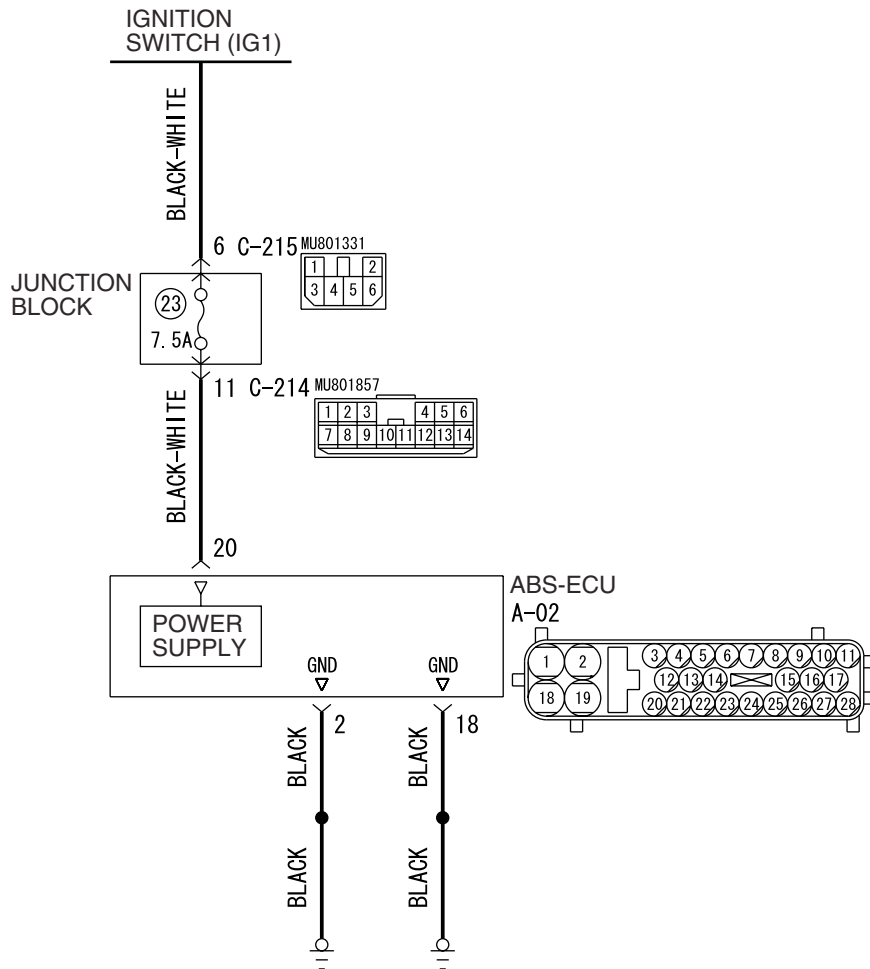 IGNITION
SWITCH (IG1)
BLACK-WHITE
6 C-215 MU801331
1 2
3 4 5 6
JUNCTION
BLOCK
23
7.5A
11 C-214 MU801857
1 2 3 4 5 6
7 8 9 10 11 12 13 14
BLACK-WHITE
20
ABS-ECU
A-02
POWER
SUPPLY
GND GND
1 2 3 4 5 6 7 8 9 10 11
12 13 14 15 16 17
18 19 20 21 22 23 24 25 26 27 28
2 18
BLACK BLACK
BLACK BLACK